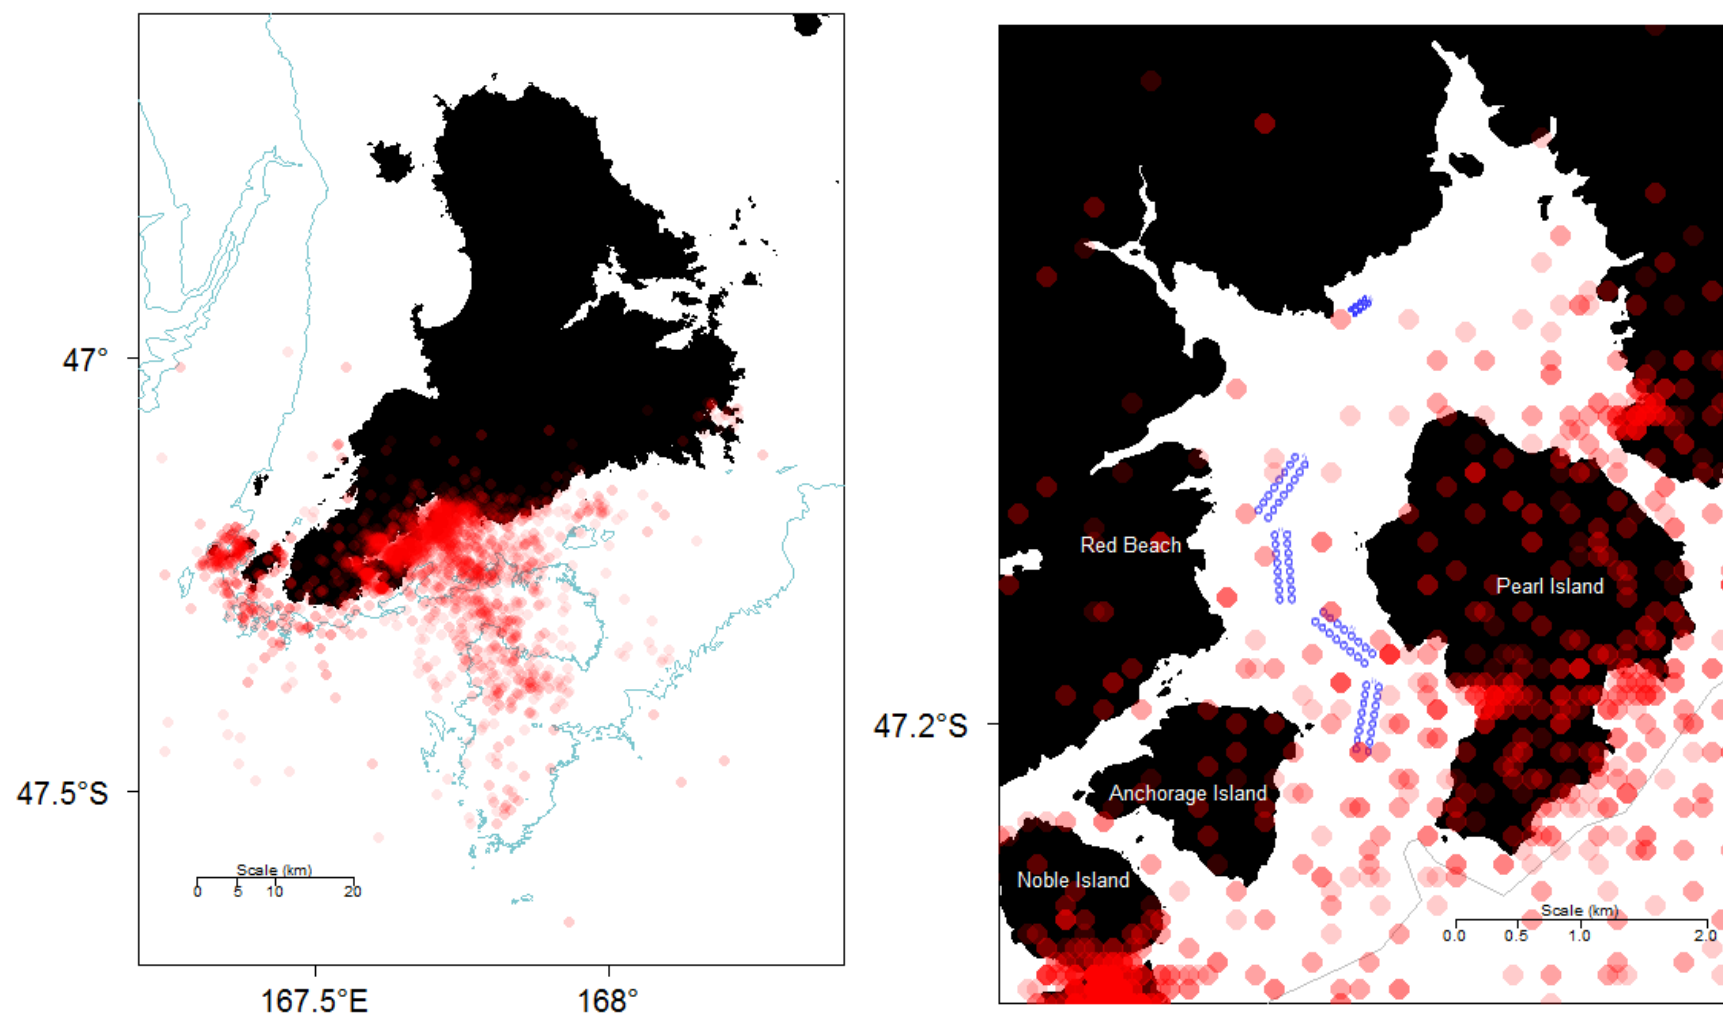 47°
47.5°S
Scale (km)
0 5 10 20
167.5°E 168°
Red Beach
Pearl Island
47.2°S
Anchorage Island
Noble Island
Scale (km)
0.0 0.5 1.0 2.0